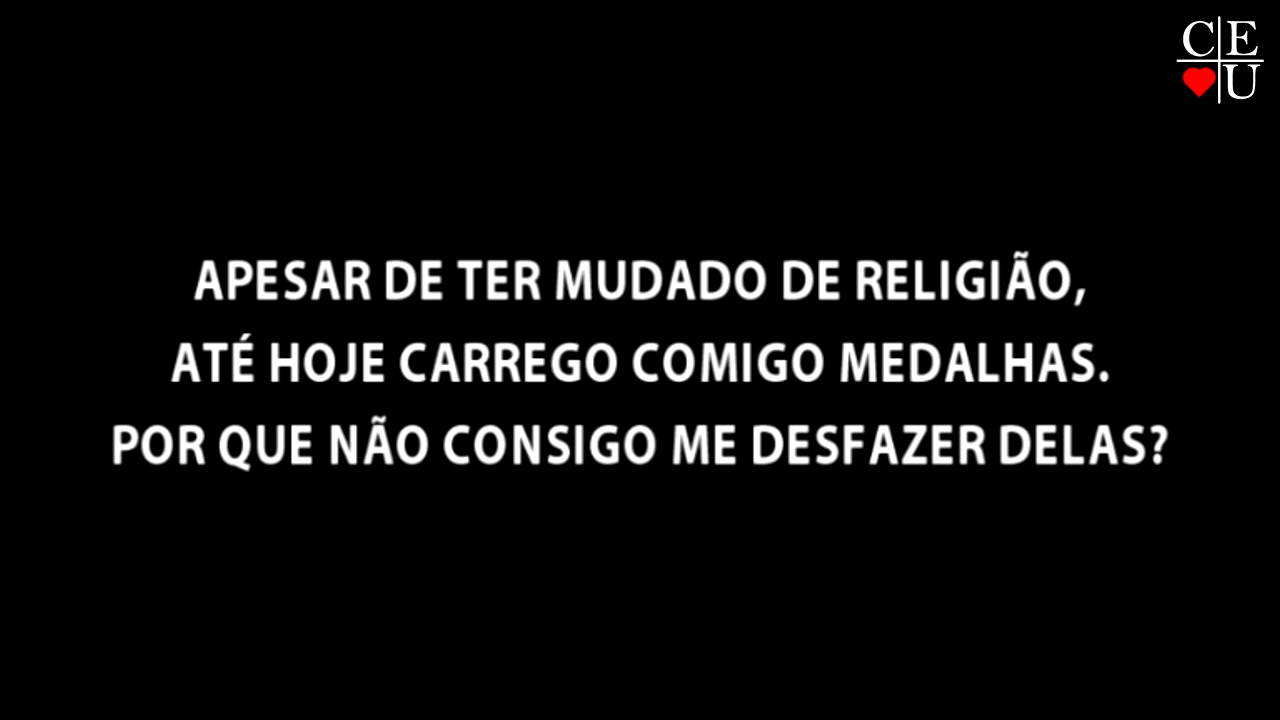 C E
U
APESAR DE TER MUDADO DE RELIGIÃO,
ATÉ HOJE CARREGO COMIGO MEDALHAS.
POR QUE NÃO CONSIGO ME DESFAZER DELAS?